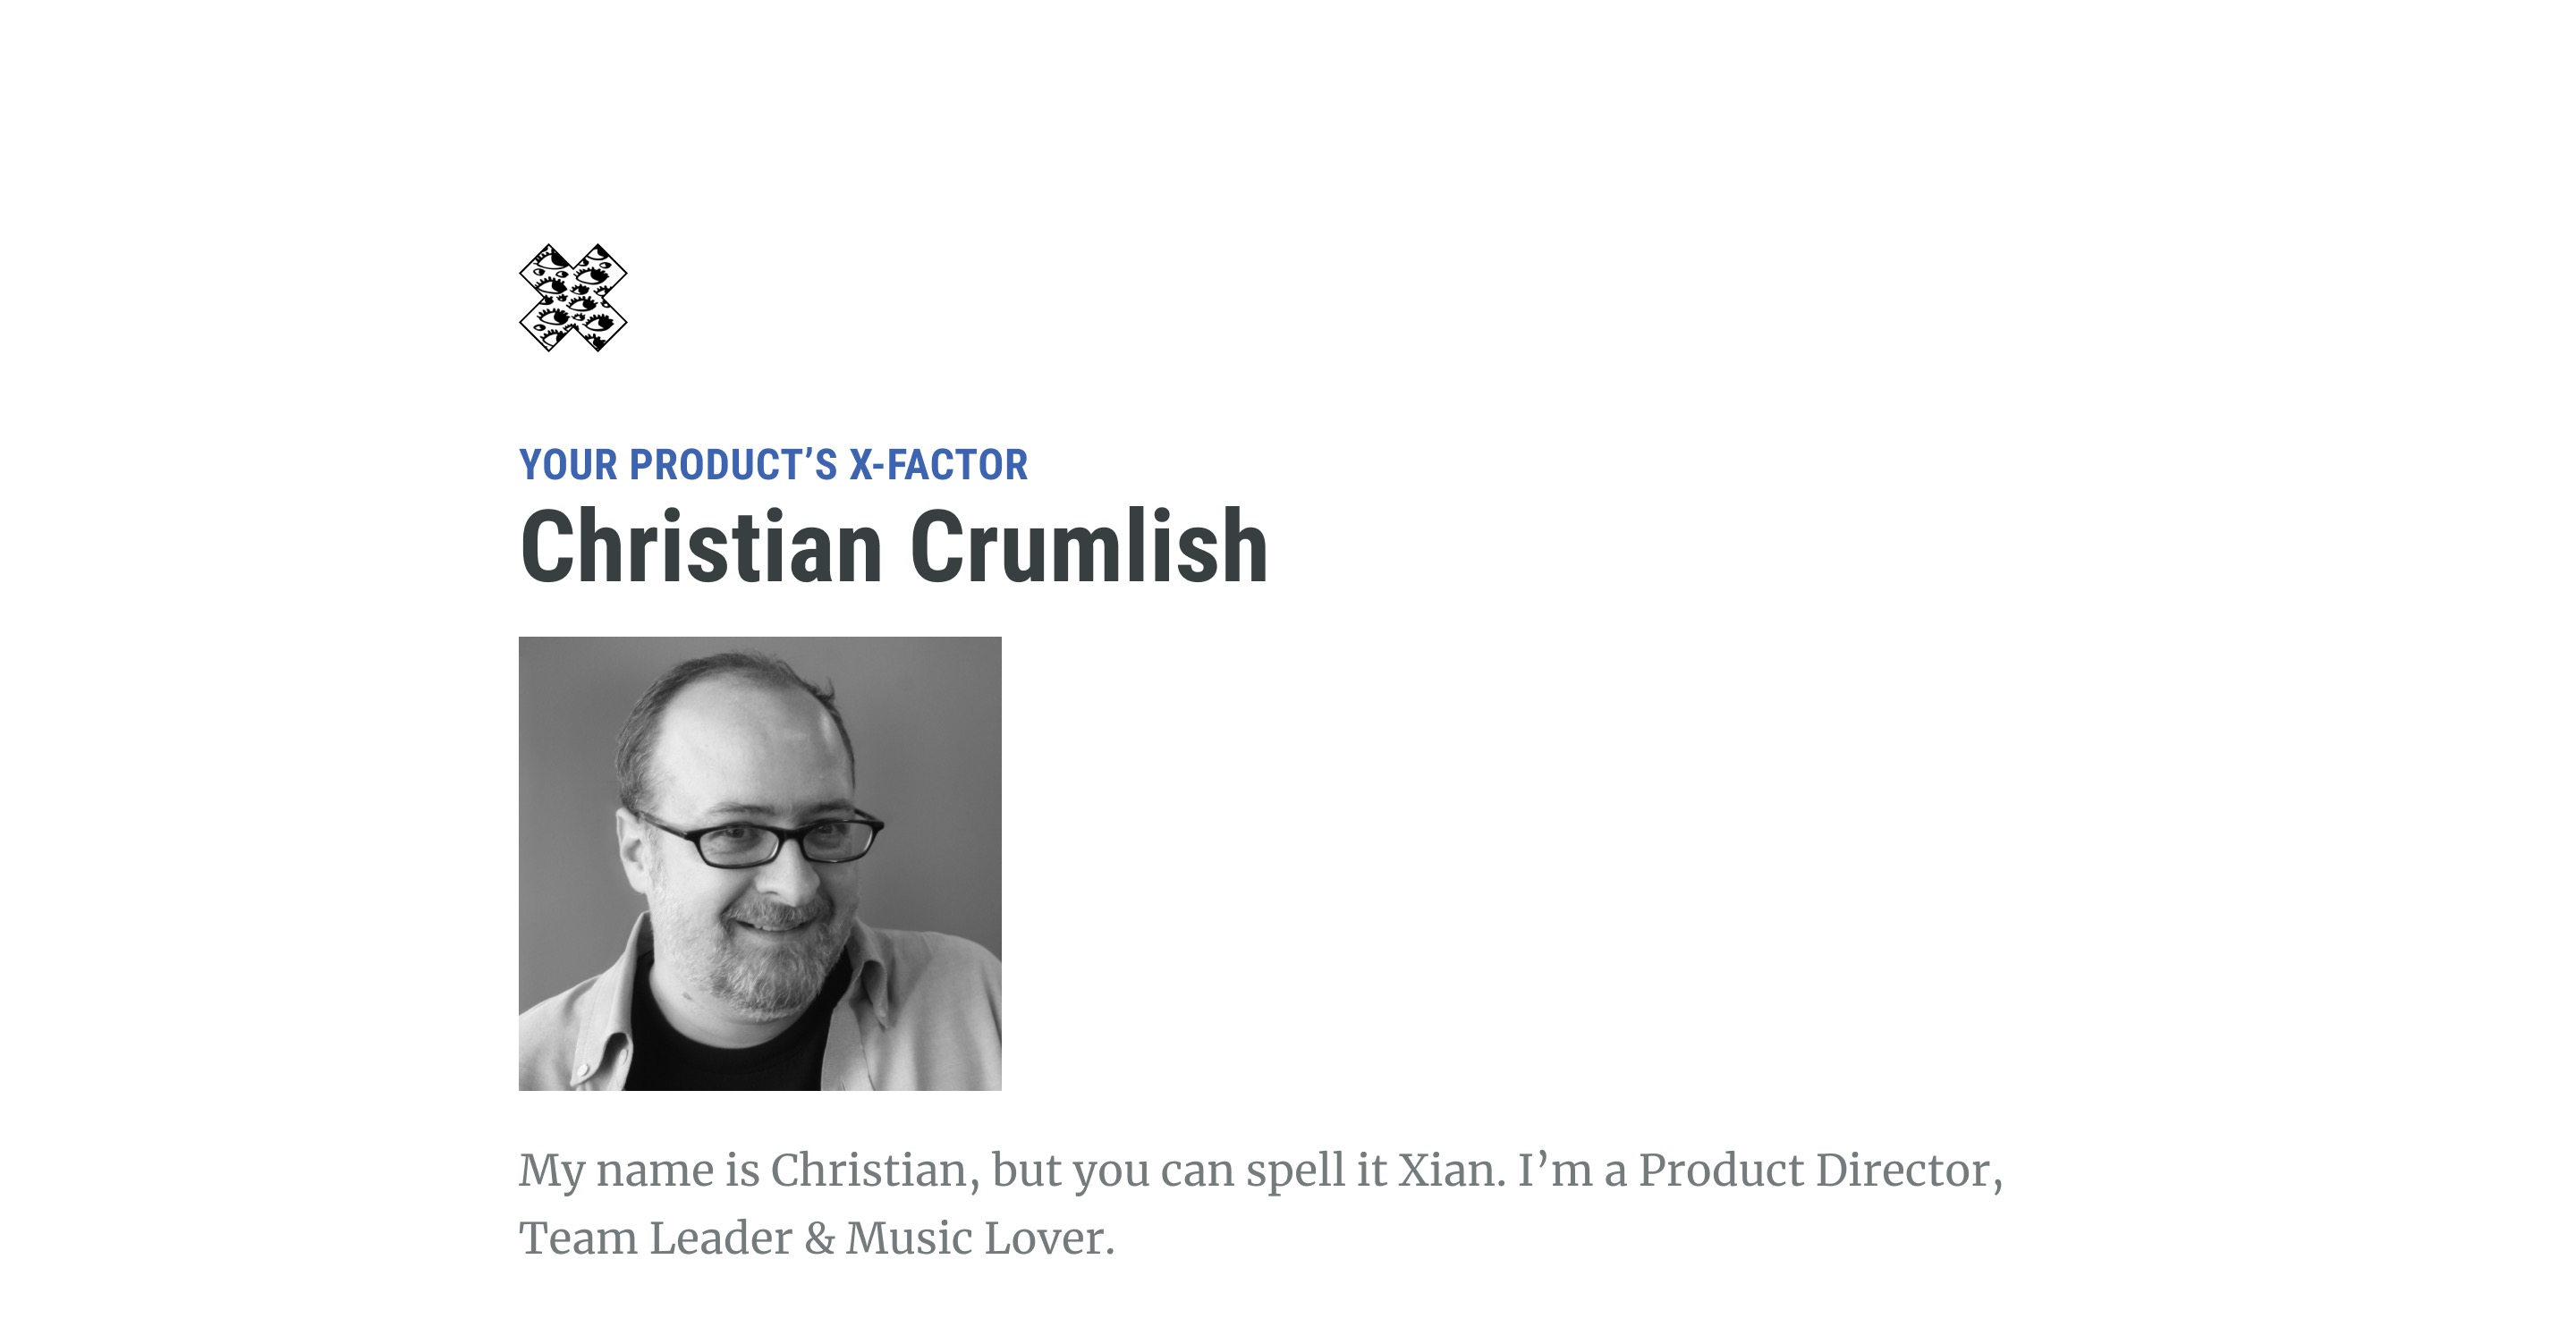 YOUR PRODUCT’S X-FACTOR
Christian Crumlish
My name is Christian, but you can spell it Xian. I’m a Product Director,
Team Leader & Music Lover.